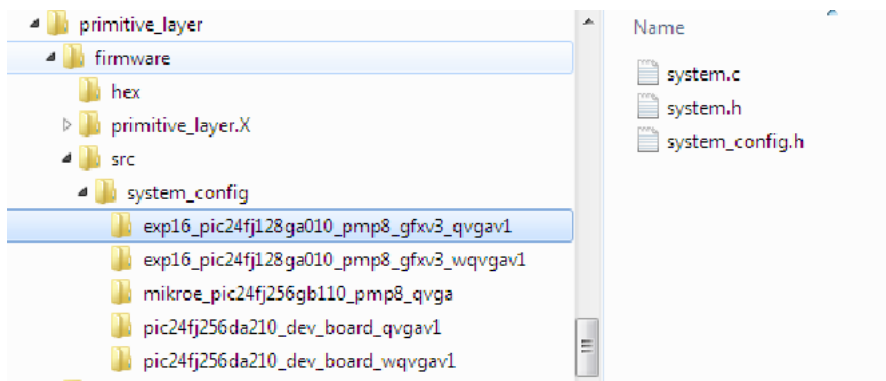 primitive_layer
firmware
hex
primitive_layer.X
src
system_config
exp16_pic24fj128ga010_pmp8_gfxv3_qvgav1
exp16_pic24fj128ga010_pmp8_gfxv3_wqvgav1
mikroe_pic24fj256gb110_pmp8_qvga
pic24fj256da210_dev_board_qvgav1
pic24fj256da210_dev_board_wqvgav1
Name
system.c
system.h
system_config.h